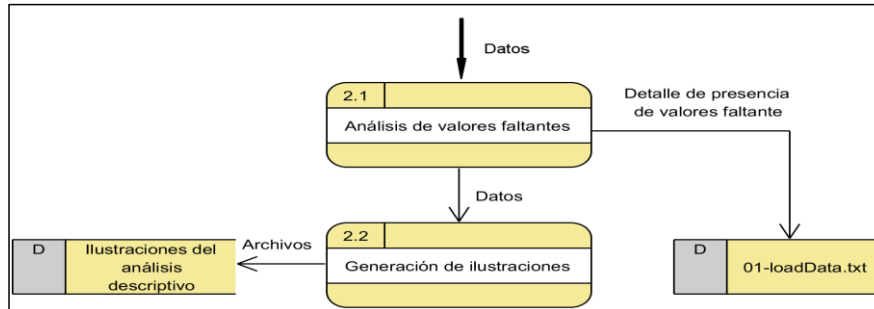 Datos
2.1
Análisis de valores faltantes
Detalle de presencia
de valores faltante
Datos
2.2
Generación de ilustraciones
Archivos
D
Ilustraciones del
análisis
descriptivo
D
01-loadData.txt